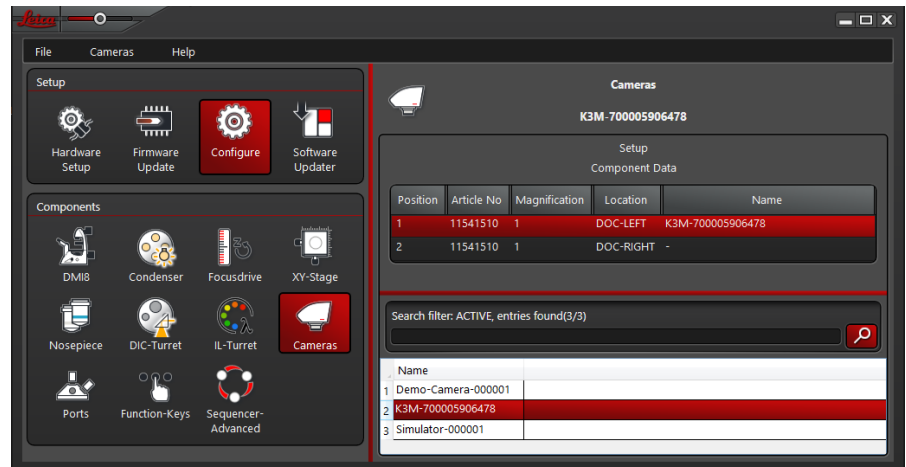 Leica
File Cameras Help
Setup
Hardware Setup
Firmware Update
Configure
Software Updater
Components
DMI8
Condenser
Focusdrive
XY-Stage
Nosepiece
DIC-Turret
IL-Turret
Cameras
Ports
Function-Keys
Sequencer-Advanced
Cameras
K3M-700005906478
Setup
Component Data
Position Article No Magnification Location Name
1 11541510 1 DOC-LEFT K3M-700005906478
2 11541510 1 DOC-RIGHT -
Search filter: ACTIVE, entries found(3/3)
Name
1 Demo-Camera-000001
2 K3M-700005906478
3 Simulator-000001